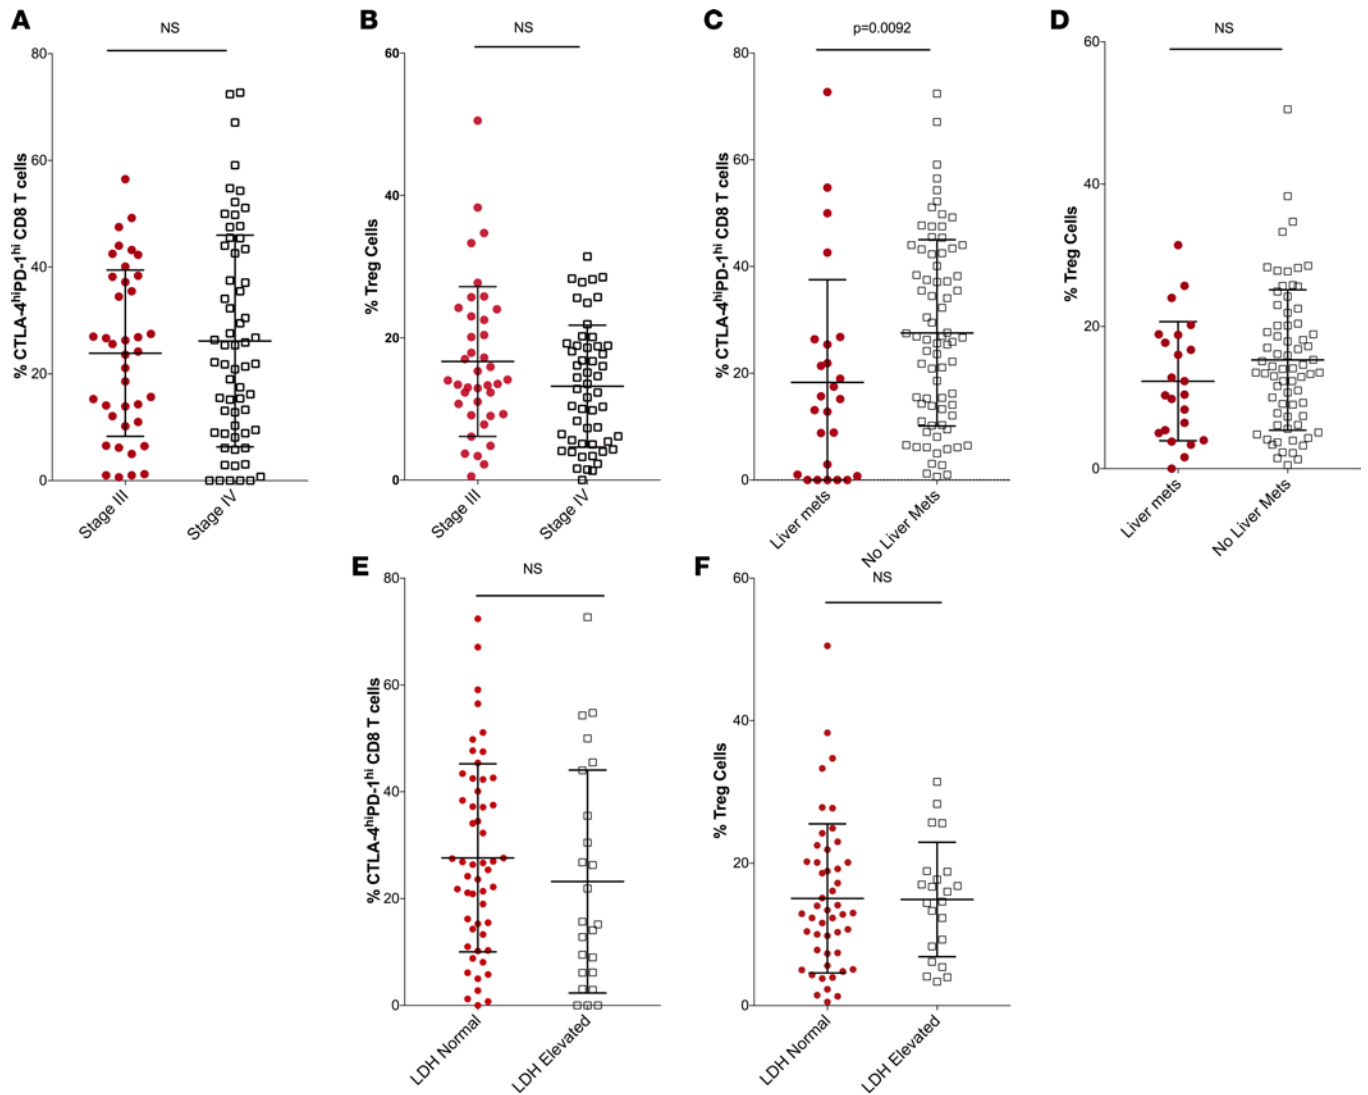 A
NS
% CTLA-4hiPD-1hi CD8 T cells
80
60
40
20
0
Stage III
Stage IV
B
NS
% Treg Cells
60
40
20
0
Stage III
Stage IV
C
p=0.0092
% CTLA-4hiPD-1hi CD8 T cells
80
60
40
20
0
Liver mets
No Liver Mets
D
NS
% Treg Cells
60
40
20
0
Liver mets
No Liver Mets
E
NS
% CTLA-4hiPD-1hi CD8 T cells
80
60
40
20
0
LDH Normal
LDH Elevated
F
NS
% Treg Cells
60
40
20
0
LDH Normal
LDH Elevated